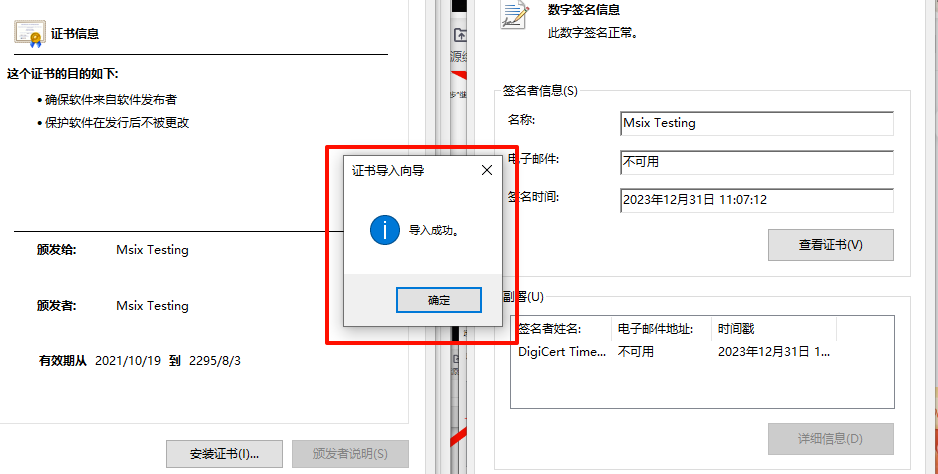 证书信息
这个证书的目的如下:
• 确保软件来自软件发布者
• 保护软件在发行后不被更改
颁发给: Msix Testing
颁发者: Msix Testing
有效期从 2021/10/19 到 2295/8/3
安装证书(I)...
颁发者说明(S)
证书导入向导
导入成功。
确定
数字签名信息
此数字签名正常。
签名者信息(S)
名称: Msix Testing
电子邮件: 不可用
签名时间: 2023年12月31日 11:07:12
查看证书(V)
副署(U)
签名者姓名: 电子邮件地址: 时间戳
DigiCert Time... 不可用 2023年12月31日 1...
详细信息(D)